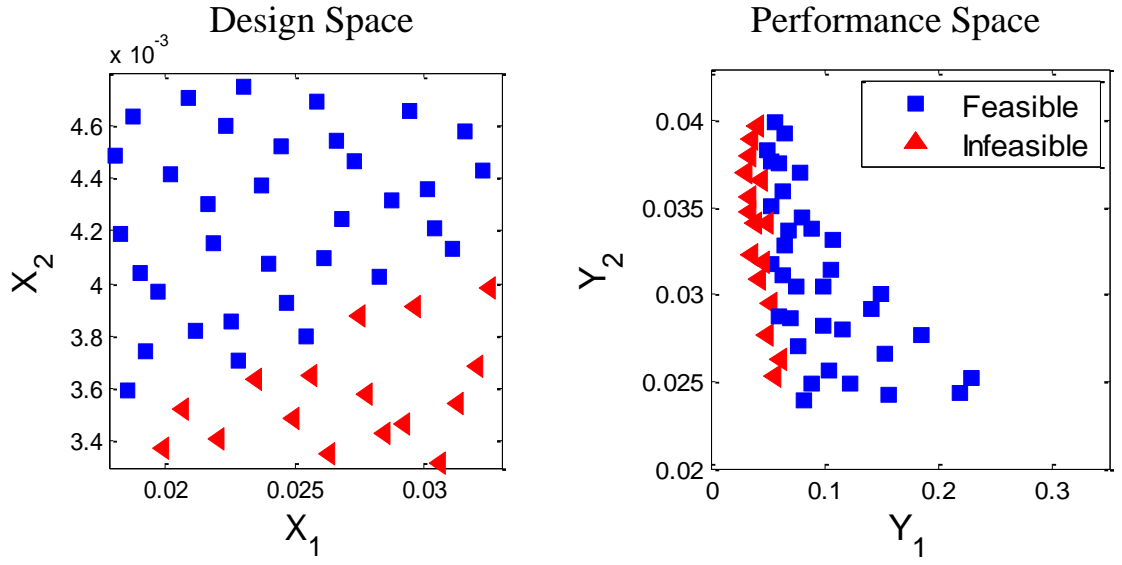 Design Space
x 10⁻³
4.6
4.4
4.2
4
3.8
3.6
3.4
X₂
0.02
0.025
0.03
X₁
Performance Space
Feasible
Infeasible
0.04
0.035
0.03
0.025
0.02
Y₂
0
0.1
0.2
0.3
Y₁